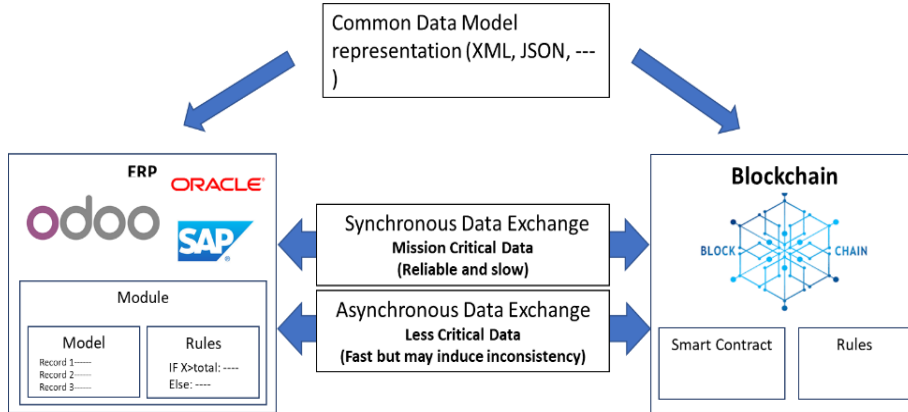 Common Data Model
representation (XML, JSON, ---
)
ERP
ORACLE®
odoo
SAP®
Module
Model
Record 1------
Record 2------
Record 3------
Rules
IF X>total: ----
Else: ----
Synchronous Data Exchange
Mission Critical Data
(Reliable and slow)
Asynchronous Data Exchange
Less Critical Data
(Fast but may induce inconsistency)
Blockchain
BLOCK CHAIN
Smart Contract
Rules